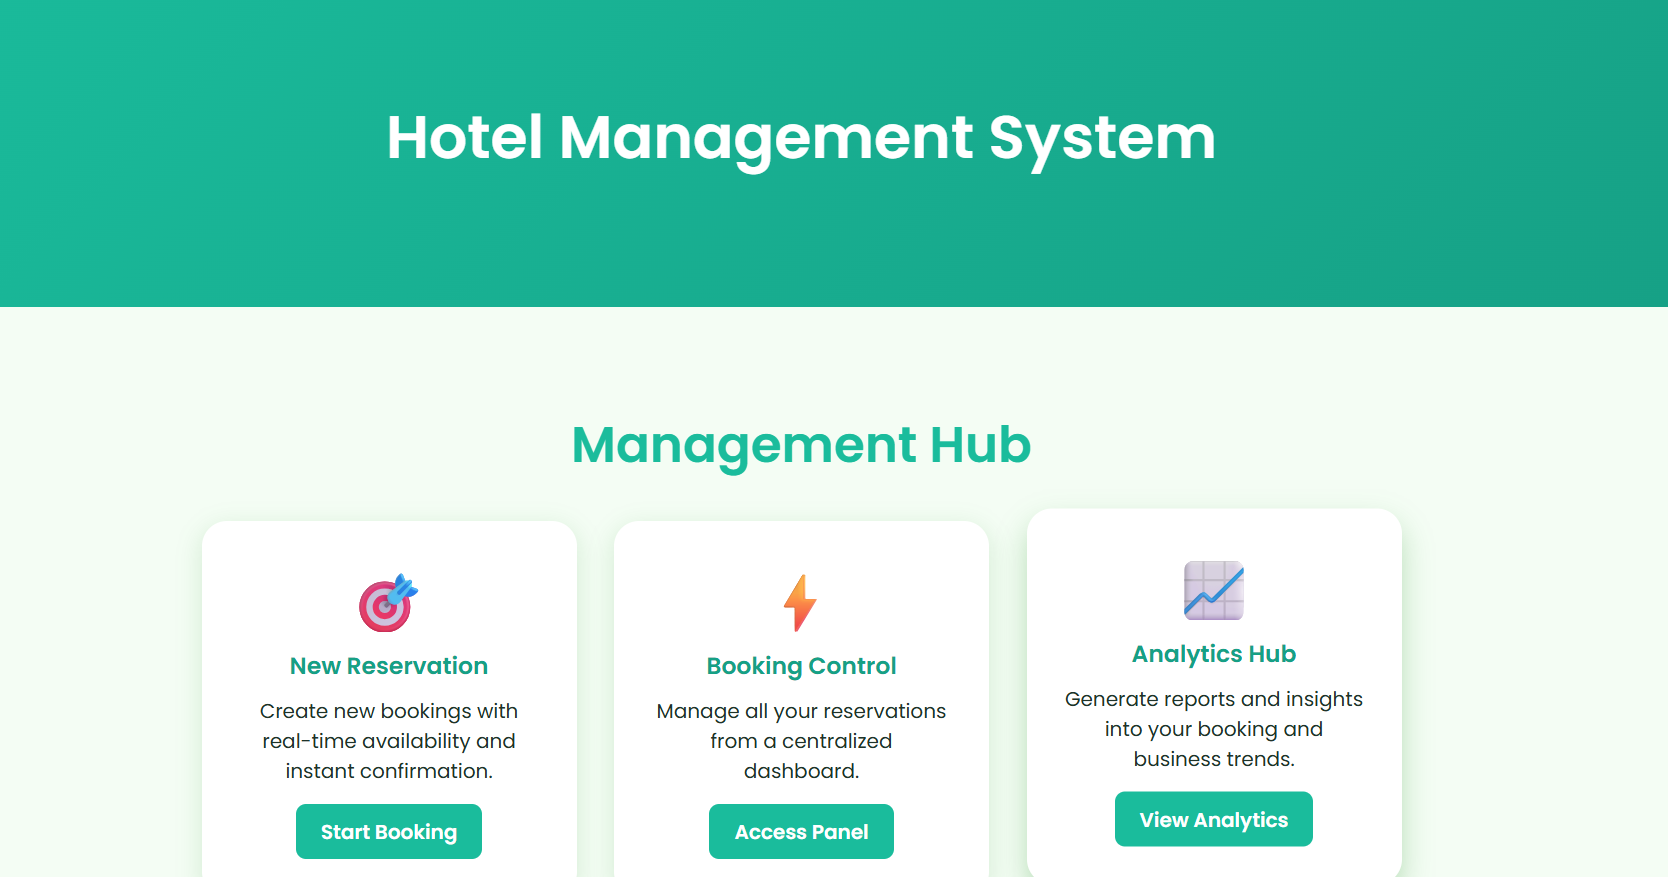 Hotel Management System
Management Hub
New Reservation
Create new bookings with
real-time availability and
instant confirmation.
Start Booking
Booking Control
Manage all your reservations
from a centralized
dashboard.
Access Panel
Analytics Hub
Generate reports and insights
into your booking and
business trends.
View Analytics